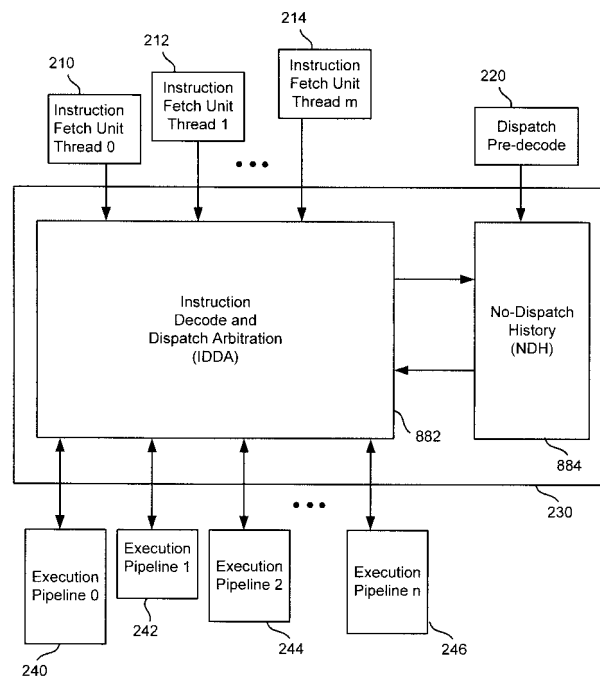 214
212
210
220
Instruction
Fetch Unit
Thread m
Instruction
Fetch Unit
Thread 1
Instruction
Fetch Unit
Thread 0
Dispatch
Pre-decode
Instruction
Decode and
Dispatch Arbitration
(IDDA)
No-Dispatch
History
(NDH)
882
884
230
Execution
Pipeline 0
Execution
Pipeline 1
Execution
Pipeline 2
Execution
Pipeline n
240
242
244
246